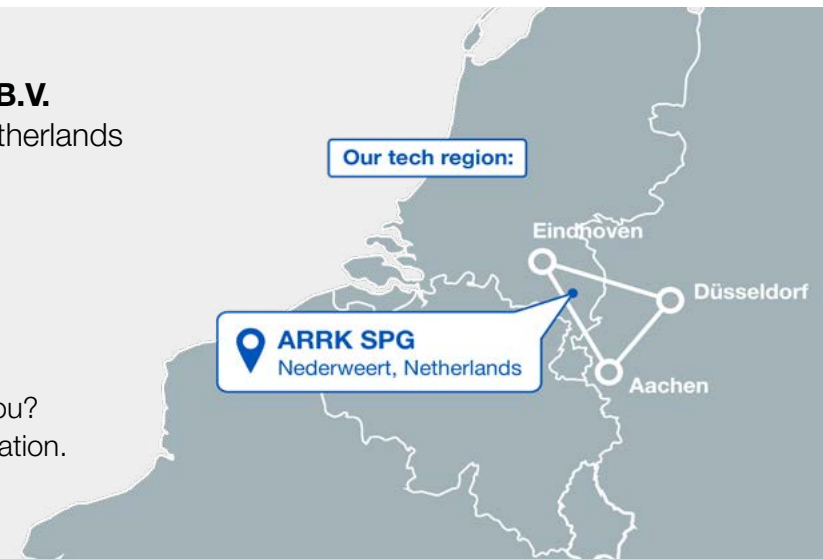 B.V.
therlands
Our tech region:
Eindhoven
Düsseldorf
ARRK SPG
Nederweert, Netherlands
Aachen
ou?
ation.